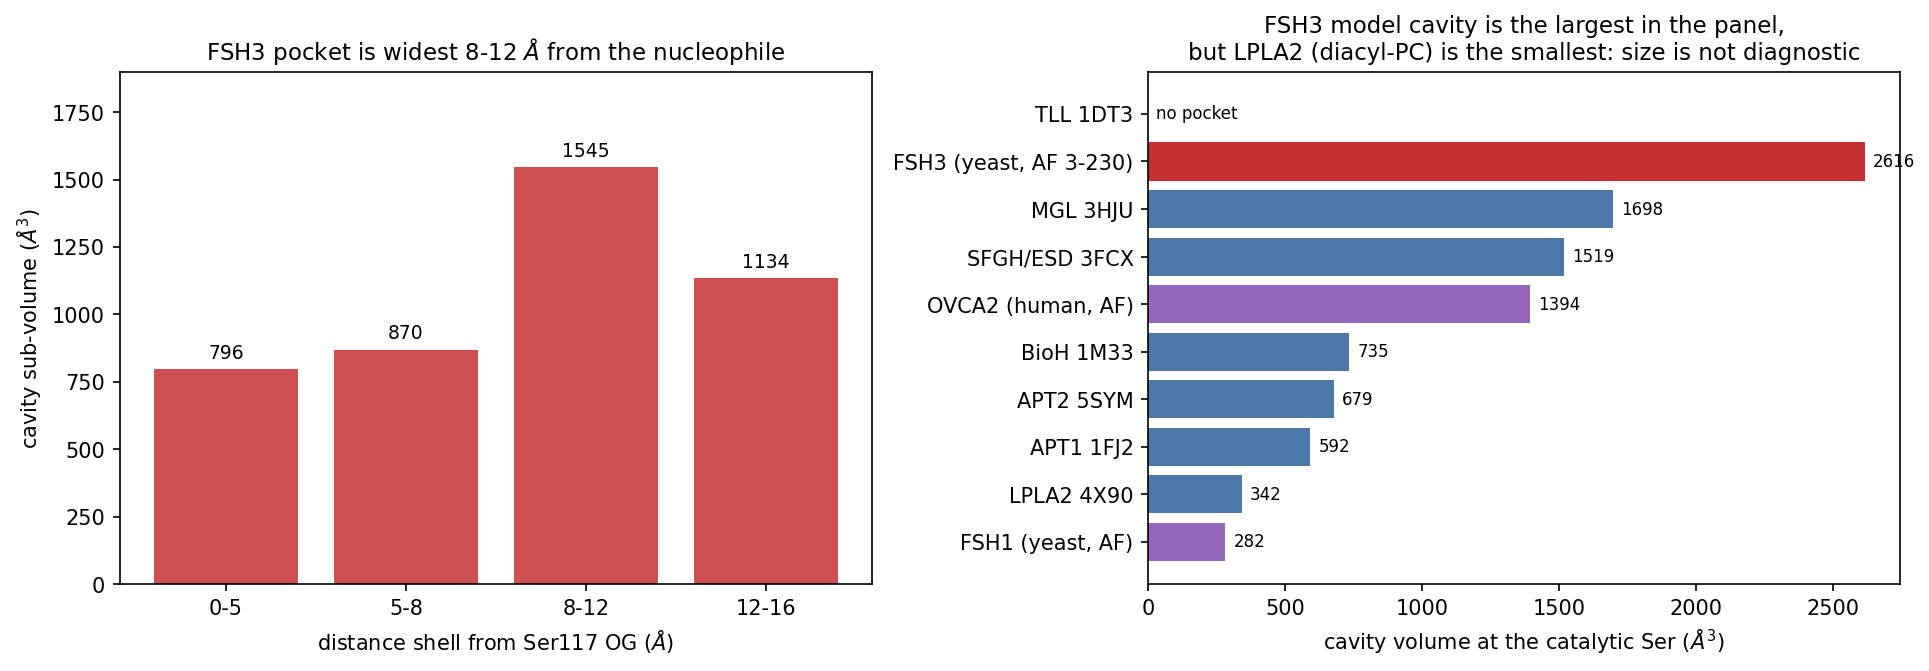 FSH3 pocket is widest 8-12 Å from the nucleophile
cavity sub-volume (Å³)
1750
1500
1250
1000
750
500
250
0
796
870
1545
1134
0-5
5-8
8-12
12-16
distance shell from Ser117 OG (Å)
FSH3 model cavity is the largest in the panel,
but LPLA2 (diacyl-PC) is the smallest: size is not diagnostic
TLL 1DT3
no pocket
FSH3 (yeast, AF 3-230)
2616
MGL 3HJU
1698
SFGH/ESD 3FCX
1519
OVCA2 (human, AF)
1394
BioH 1M33
735
APT2 5SYM
679
APT1 1FJ2
592
LPLA2 4X90
342
FSH1 (yeast, AF)
282
0
500
1000
1500
2000
2500
cavity volume at the catalytic Ser (Å³)